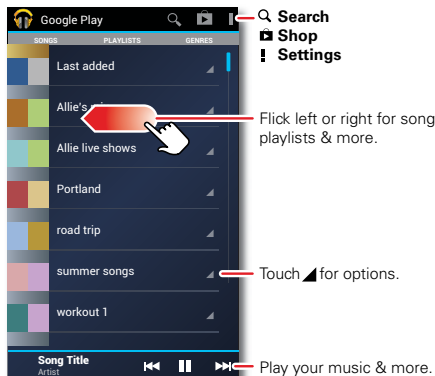 Google Play
Search
Shop
Settings
SONGS PLAYLISTS GENRES
Last added
Allie's
Flick left or right for song
playlists & more.
Allie live shows
Portland
road trip
summer songs
Touch for options.
workout 1
Song Title
Artist
Play your music & more.